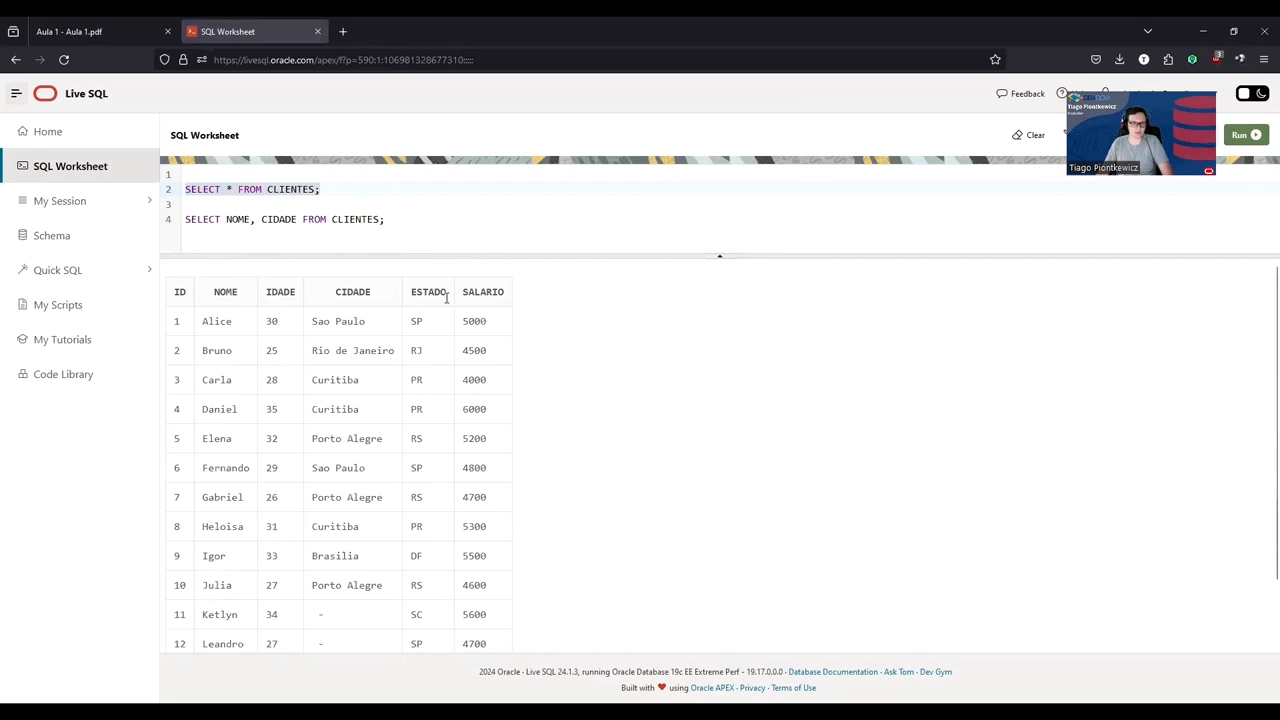 Aula 1 - Aula 1.pdf
SQL Worksheet
https://livesql.oracle.com/apex/f?p=590:1:106981328677310:::::
3
T
Live SQL
Feedback
Tiago Piontkewicz
Tiago Piontkewicz
Home
SQL Worksheet
My Session
Schema
Quick SQL
My Scripts
My Tutorials
Code Library
SQL Worksheet
Clear
Run
1
2 SELECT * FROM CLIENTES;
3
4 SELECT NOME, CIDADE FROM CLIENTES;
ID NOME IDADE CIDADE ESTADO SALARIO
1 Alice 30 Sao Paulo SP 5000
2 Bruno 25 Rio de Janeiro RJ 4500
3 Carla 28 Curitiba PR 4000
4 Daniel 35 Curitiba PR 6000
5 Elena 32 Porto Alegre RS 5200
6 Fernando 29 Sao Paulo SP 4800
7 Gabriel 26 Porto Alegre RS 4700
8 Heloisa 31 Curitiba PR 5300
9 Igor 33 Brasilia DF 5500
10 Julia 27 Porto Alegre RS 4600
11 Ketlyn 34 - SC 5600
12 Leandro 27 - SP 4700
2024 Oracle · Live SQL 24.1.3, running Oracle Database 19c EE Extreme Perf - 19.17.0.0.0 · Database Documentation · Ask Tom · Dev Gym
Built with ❤ using Oracle APEX · Privacy · Terms of Use